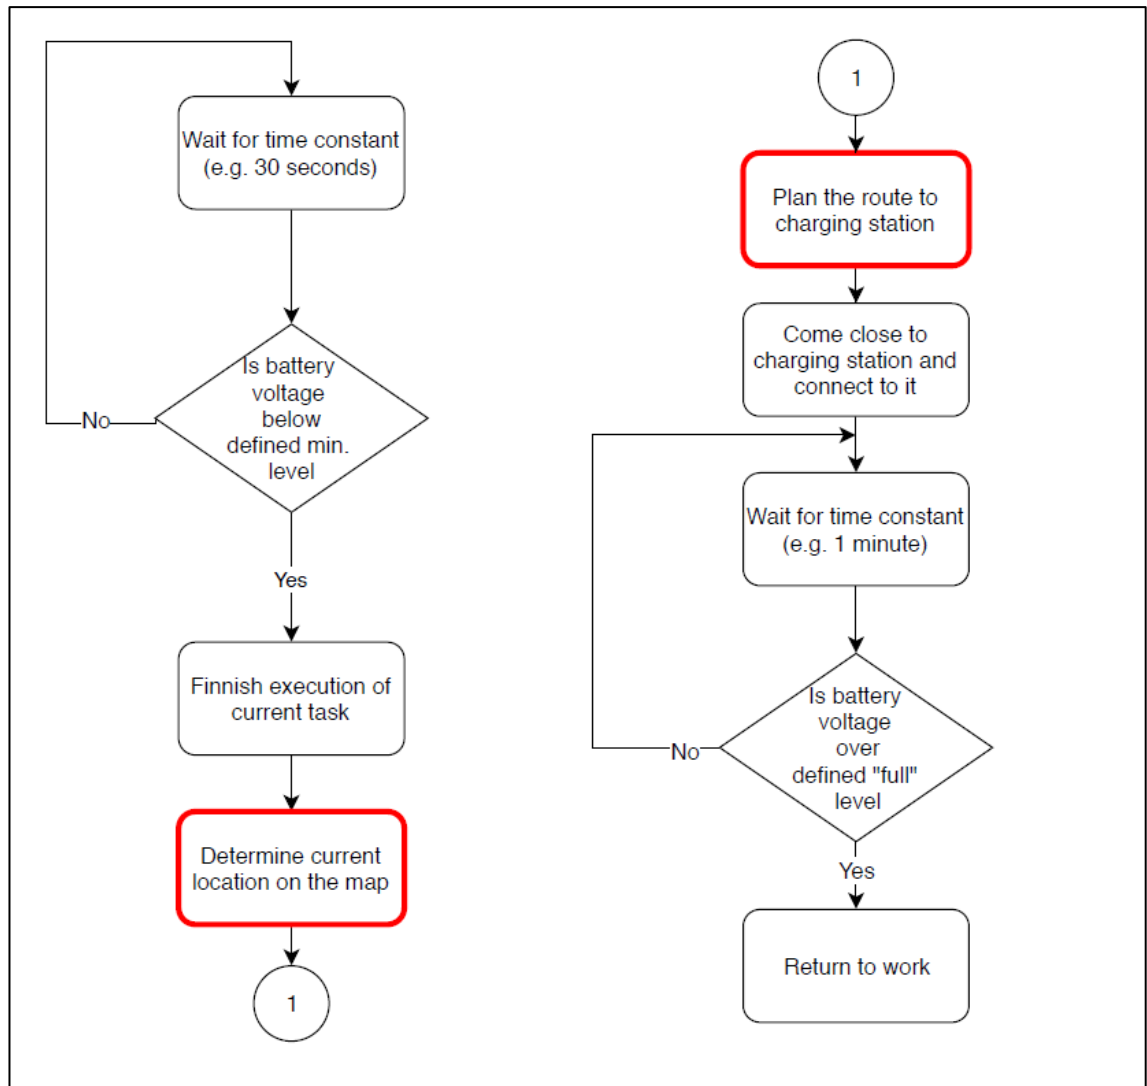 Wait for time constant
(e.g. 30 seconds)
Is battery
voltage
below
defined min.
level
No
Yes
Finnish execution of
current task
Determine current
location on the map
1
1
Plan the route to
charging station
Come close to
charging station and
connect to it
Wait for time constant
(e.g. 1 minute)
Is battery
voltage
over
defined "full"
level
No
Yes
Return to work